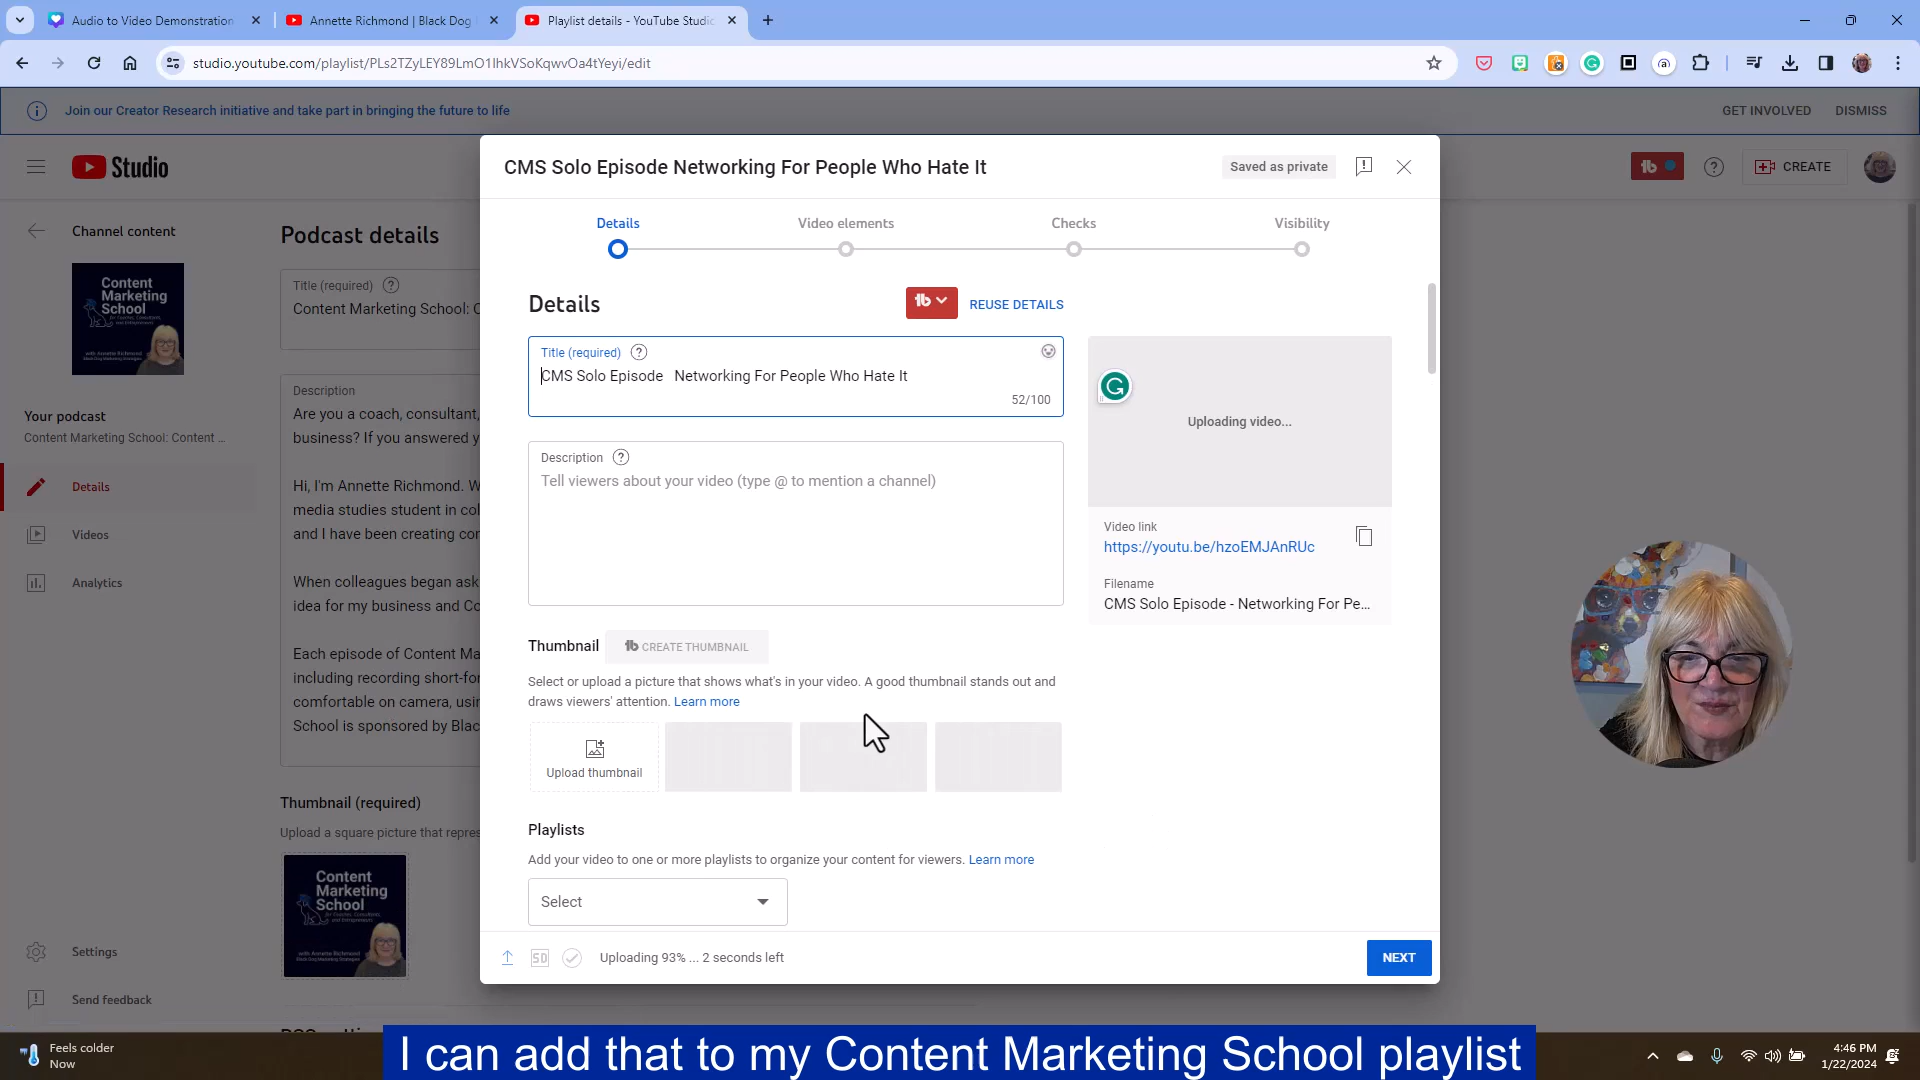 Audio to Video Demonstration
Annette Richmond | Black Dog
Playlist details - YouTube Studio
studio.youtube.com/playlist/PLs2TZyLEY89LmO1IhkVSoKqwvOa4tYeyi/edit
Join our Creator Research initiative and take part in bringing the future to life
GET INVOLVED
DISMISS
Studio
CREATE
Channel content
Content
Marketing
School
Your podcast
Content Marketing School: Content ...
Details
Videos
Analytics
Settings
Send feedback
Podcast details
Title (required)
Content Marketing School: C
Description
Are you a coach, consultant,
business? If you answered y
Hi, I'm Annette Richmond. W
media studies student in col
and I have been creating cor
When colleagues began ask
idea for my business and Co
Each episode of Content Ma
including recording short-for
comfortable on camera, usin
School is sponsored by Blac
Thumbnail (required)
Upload a square picture that repres
Content
Marketing
School
with Annette Richmond
CMS Solo Episode Networking For People Who Hate It
Saved as private
Details
Video elements
Checks
Visibility
Details
REUSE DETAILS
Title (required)
CMS Solo Episode   Networking For People Who Hate It
52/100
Description
Tell viewers about your video (type @ to mention a channel)
Uploading video...
Video link
https://youtu.be/hzoEMJAnRUc
Filename
CMS Solo Episode - Networking For Pe...
Thumbnail
CREATE THUMBNAIL
Select or upload a picture that shows what's in your video. A good thumbnail stands out and
draws viewers' attention. Learn more
Upload thumbnail
Playlists
Add your video to one or more playlists to organize your content for viewers. Learn more
Select
SD
Uploading 93% ... 2 seconds left
NEXT
I can add that to my Content Marketing School playlist
Feels colder
Now
4:46 PM
1/22/2024